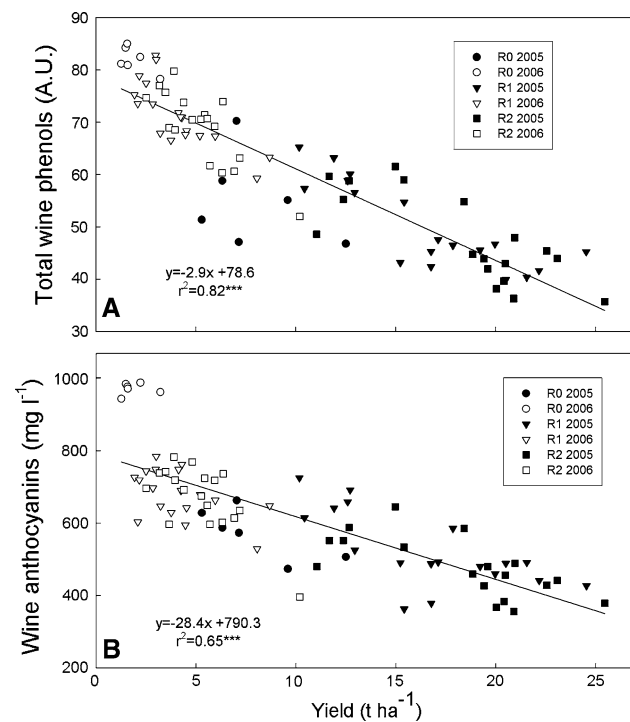 90
80
70
60
50
40
30
Total wine phenols (A.U.)
R0 2005
R0 2006
R1 2005
R1 2006
R2 2005
R2 2006
y=-2.9x +78.6
r²=0.82***
A
1000
800
600
400
200
Wine anthocyanins (mg l⁻¹)
R0 2005
R0 2006
R1 2005
R1 2006
R2 2005
R2 2006
y=-28.4x +790.3
r²=0.65***
B
0 5 10 15 20 25
Yield (t ha⁻¹)